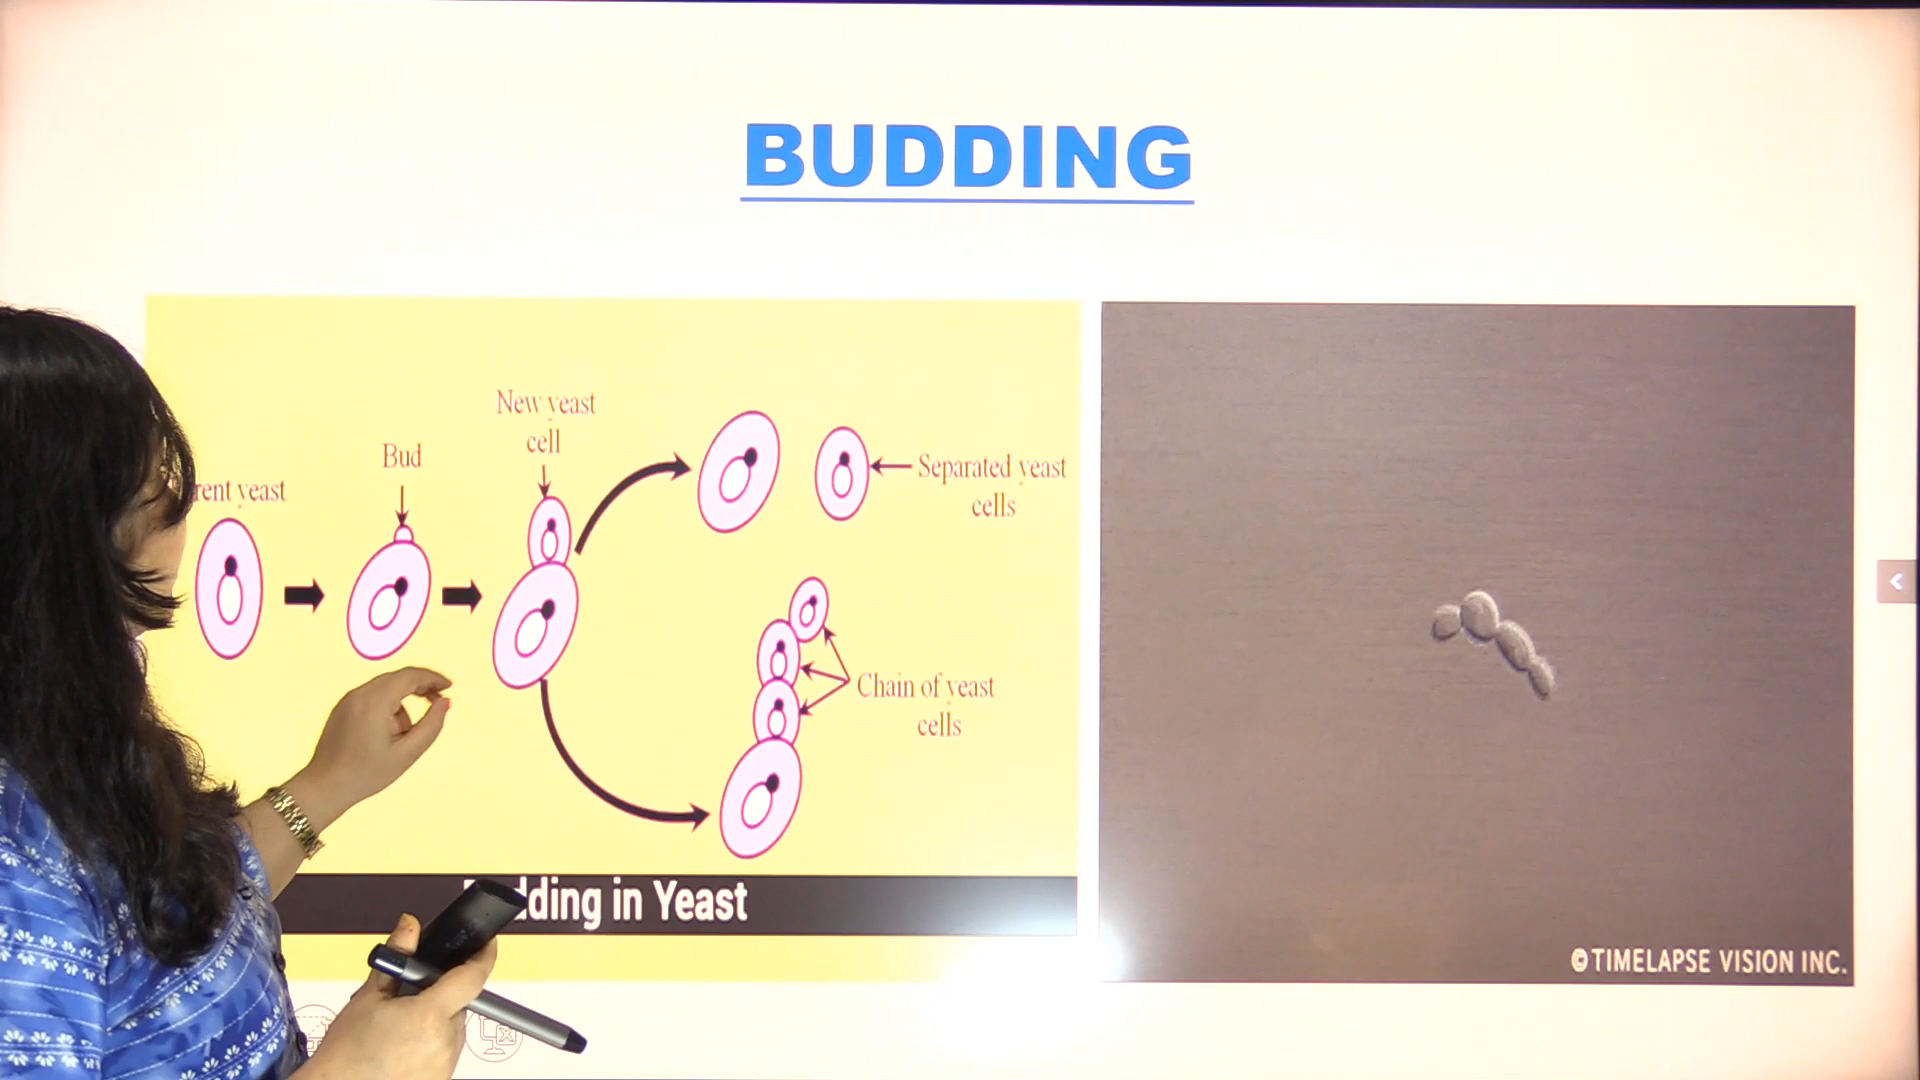 BUDDING
New yeast
cell
Bud
rent yeast
Separated yeast
cells
Chain of yeast
cells
dding in Yeast
©TIMELAPSE VISION INC.